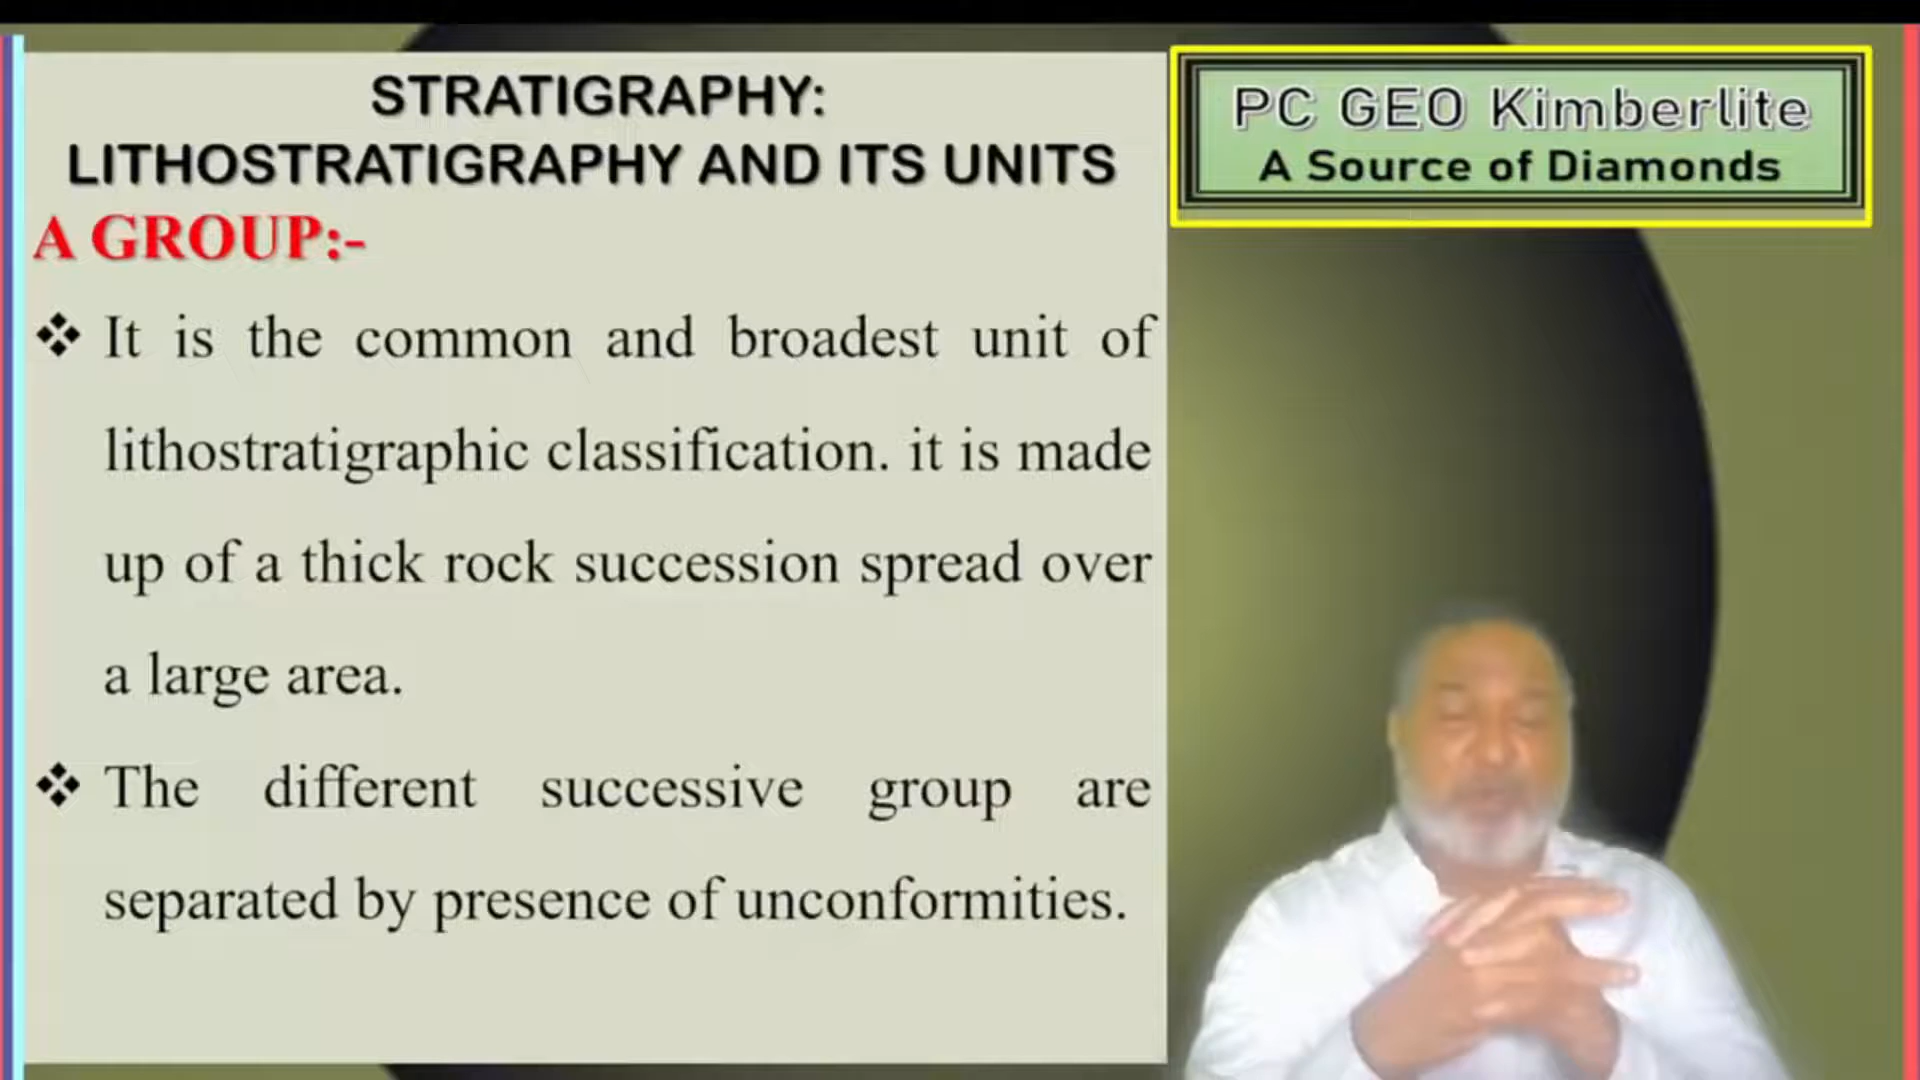 STRATIGRAPHY:
LITHOSTRATIGRAPHY AND ITS UNITS
A GROUP:-
❖ It is the common and broadest unit of
lithostratigraphic classification. it is made
up of a thick rock succession spread over
a large area.
❖ The different successive group are
separated by presence of unconformities.
PC GEO Kimberlite
A Source of Diamonds